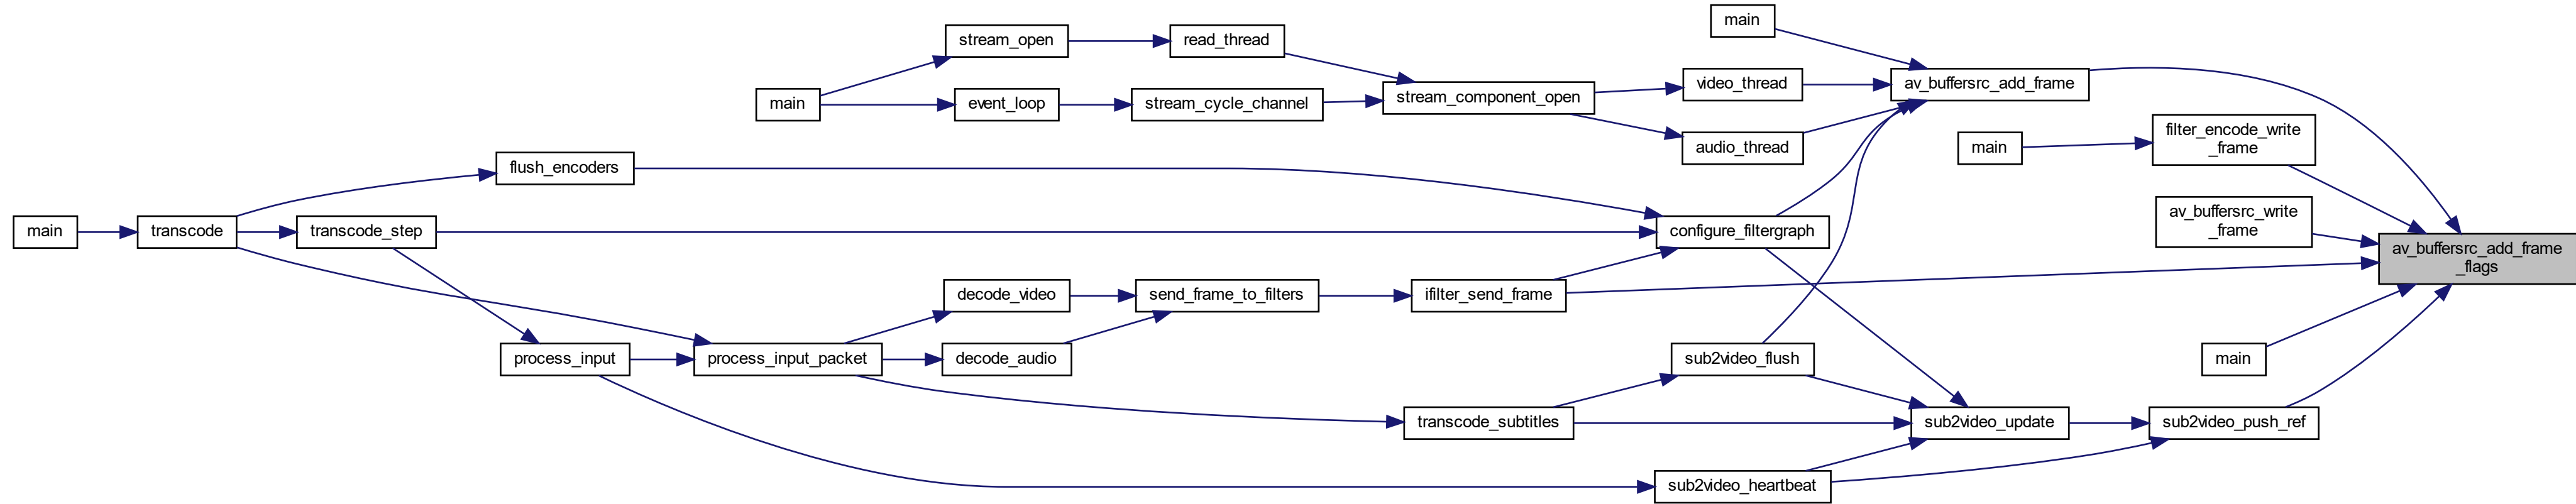 main
stream_open
read_thread
main
event_loop
stream_cycle_channel
stream_component_open
video_thread
av_buffersrc_add_frame
audio_thread
main
filter_encode_write
_frame
flush_encoders
av_buffersrc_write
_frame
main
transcode
transcode_step
configure_filtergraph
av_buffersrc_add_frame
_flags
decode_video
send_frame_to_filters
ifilter_send_frame
process_input
process_input_packet
decode_audio
sub2video_flush
main
transcode_subtitles
sub2video_update
sub2video_push_ref
sub2video_heartbeat